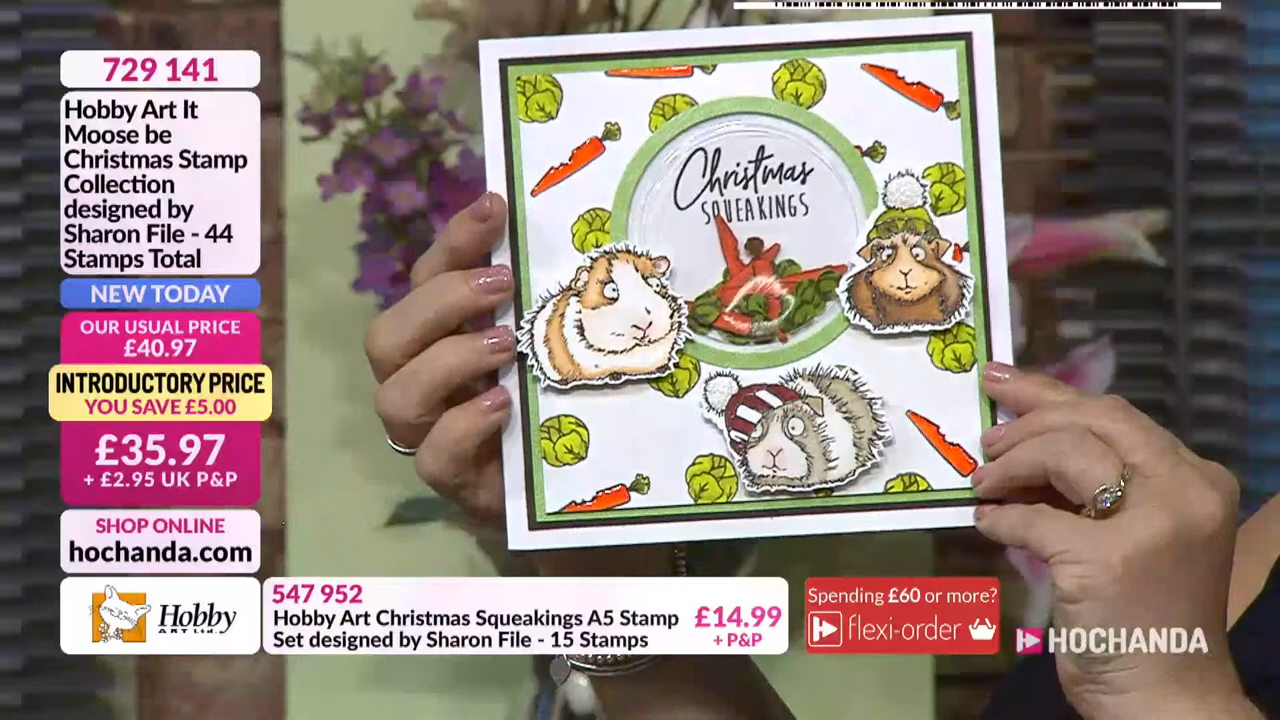 729 141
Hobby Art It
Moose be
Christmas Stamp
Collection
designed by
Sharon File - 44
Stamps Total
NEW TODAY
OUR USUAL PRICE
£40.97
INTRODUCTORY PRICE
YOU SAVE £5.00
£35.97
+ £2.95 UK P&P
SHOP ONLINE
hochanda.com
Christmas
SQUEAKINGS
Hobby
ART Ltd.
547 952
Hobby Art Christmas Squeakings A5 Stamp
Set designed by Sharon File - 15 Stamps
£14.99
+ P&P
Spending £60 or more?
flexi-order
HOCHANDA